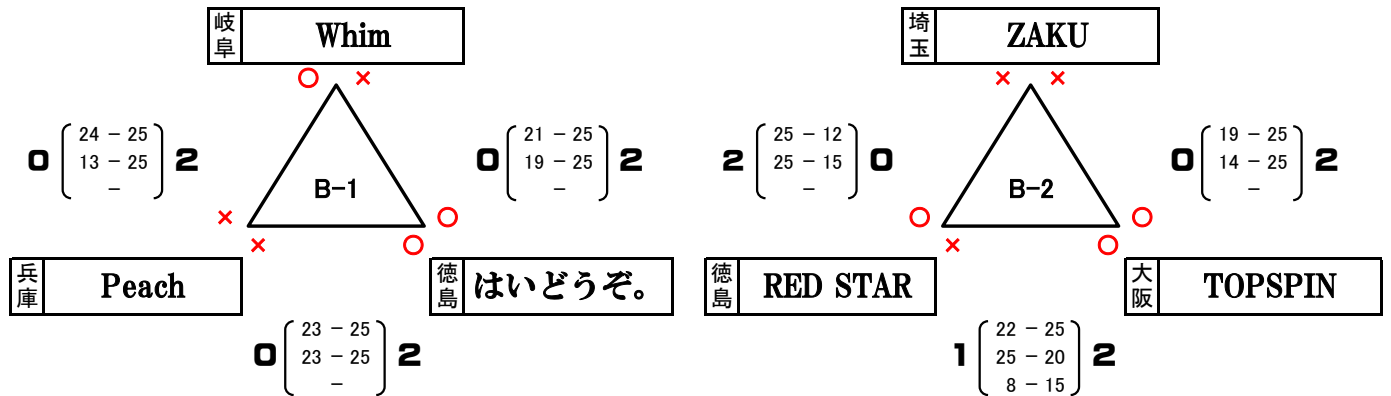 岐阜 Whim
○ ×
0 24 − 25 2
13 − 25
−
0 21 − 25 2
19 − 25
−
B−1
× ○
× ○
兵庫 Peach
徳島 はいどうぞ。
0 23 − 25 2
23 − 25
−
埼玉 ZAKU
× ×
2 25 − 12 0
25 − 15
−
0 19 − 25 2
14 − 25
−
B−2
○ ○
× ○
徳島 RED STAR
大阪 TOPSPIN
1 22 − 25 2
25 − 20
8 − 15